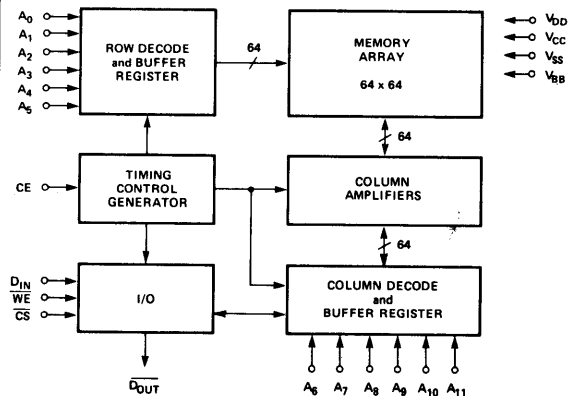 A0
A1
A2
A3
A4
A5
ROW DECODE
and BUFFER
REGISTER
64
MEMORY
ARRAY
64 x 64
VDD
VCC
VSS
VBB
64
CE
TIMING
CONTROL
GENERATOR
COLUMN
AMPLIFIERS
64
DIN
WE
CS
I/O
COLUMN DECODE
and
BUFFER REGISTER
DOUT
A6 A7 A8 A9 A10 A11